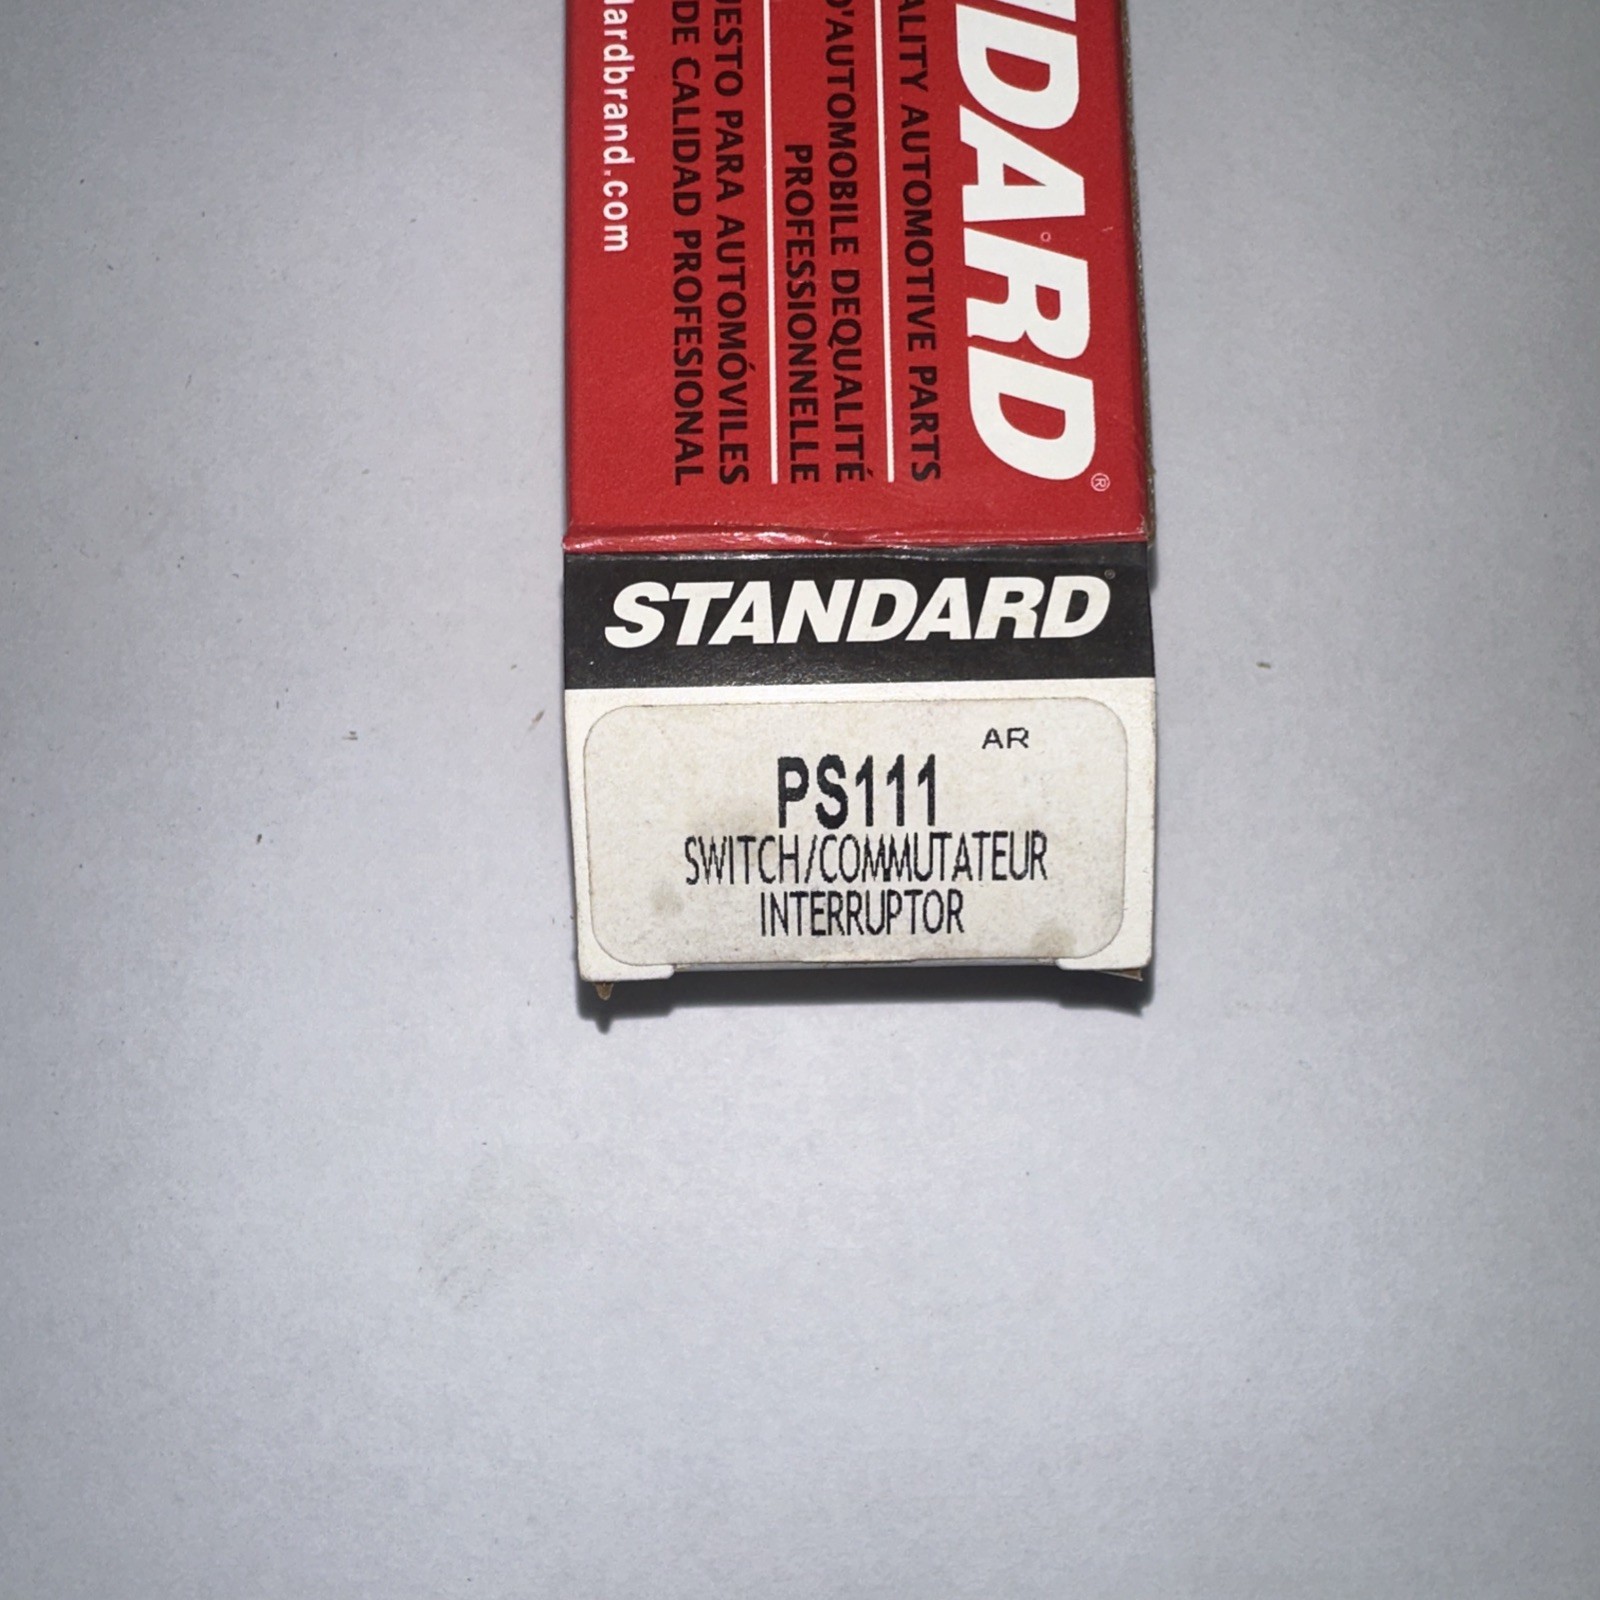 DARD®
ALITY AUTOMOTIVE PARTS
D'AUTOMOBILE DEQUALITÉ
PROFESSIONNELLE
ESTO PARA AUTOMÓVILES
DE CALIDAD PROFESIONAL
dardbrand.com
STANDARD®
AR
PS111
SWITCH/COMMUTATEUR
INTERRUPTOR